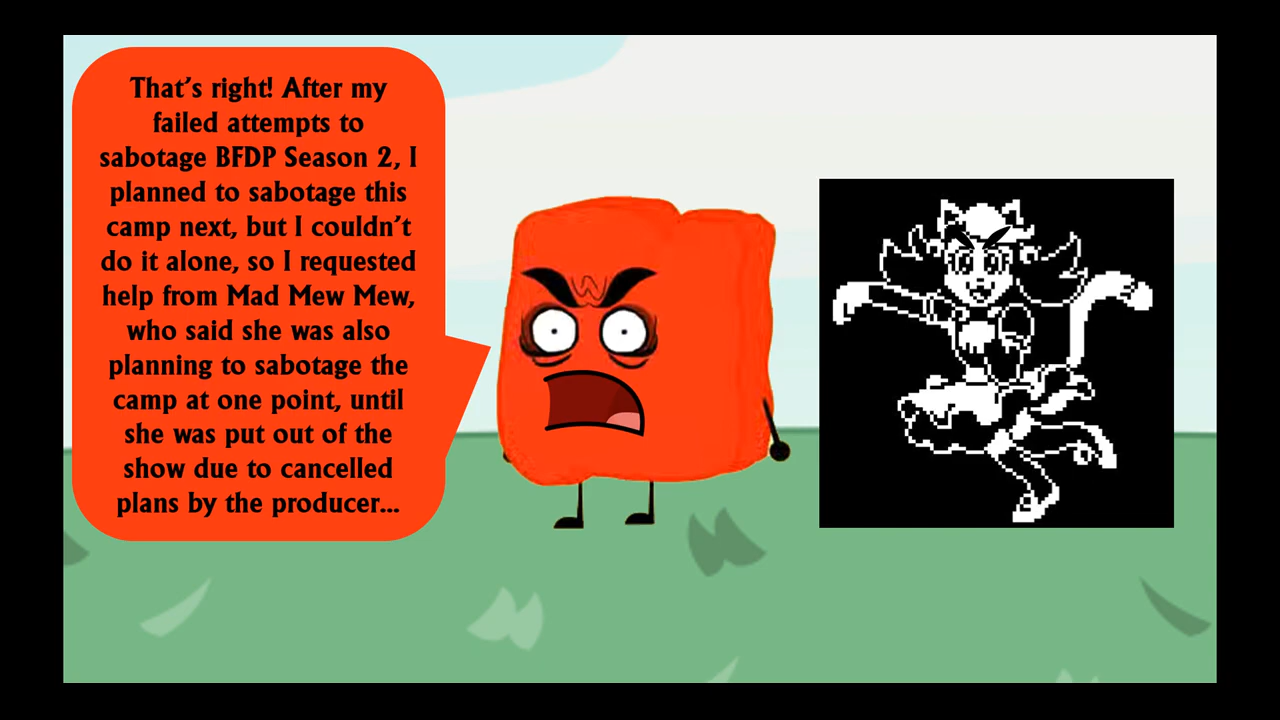 That's right! After my
failed attempts to
sabotage BFDP Season 2, I
planned to sabotage this
camp next, but I couldn't
do it alone, so I requested
help from Mad Mew Mew,
who said she was also
planning to sabotage the
camp at one point, until
she was put out of the
show due to cancelled
plans by the producer...